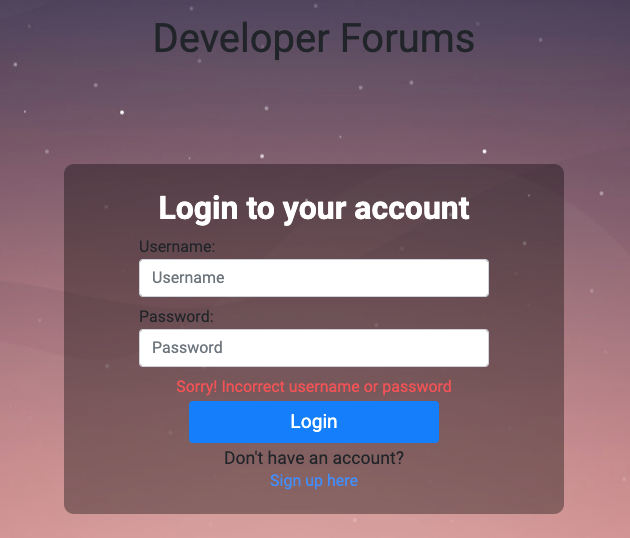 Developer Forums
Login to your account
Username:
Username
Password:
Password
Sorry! Incorrect username or password
Login
Don't have an account?
Sign up here